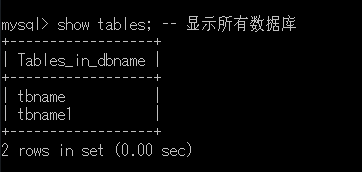 mysql> show tables; -- 显示所有数据库
+------------------+
| Tables_in_dbname |
+------------------+
| tbname           |
| tbname1          |
+------------------+
2 rows in set (0.00 sec)